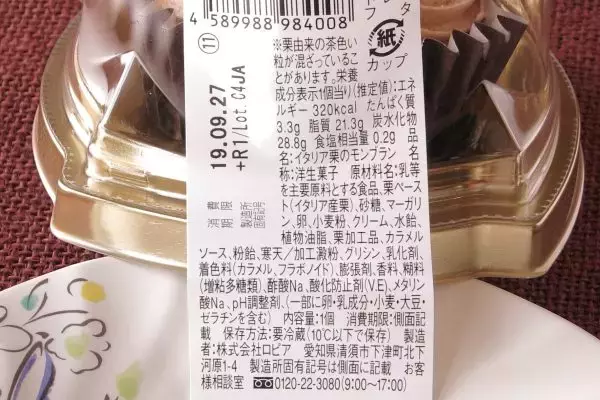 4 589988 984008
フ タ
紙
カップ
⑪
19.09.27
+R1/Lot.C4JA
消費期限
製造所固有記号
※栗由来の茶色い
粒が混ざっているこ
とがあります。栄養
成分表示1個当り(推定値):エネ
ルギー 320kcal たんぱく質
3.3g 脂質 21.3g 炭水化物
28.8g 食塩相当量 0.2g 品
名:イタリア栗のモンブラン 名
称:洋生菓子 原材料名:乳等
を主要原料とする食品、栗ペース
ト(イタリア産栗)、砂糖、マーガリ
ン、卵、小麦粉、クリーム、水飴、
植物油脂、栗加工品、カラメル
ソース、粉飴、寒天/加工澱粉、グリシン、乳化剤、
着色料(カラメル、フラボノイド)、膨張剤、香料、糊料
(増粘多糖類)、酢酸Na、酸化防止剤(V.E)、メタリン
酸Na、pH調整剤、(一部に卵・乳成分・小麦・大豆・
ゼラチンを含む) 内容量:1個 消費期限:側面記
載 保存方法:要冷蔵(10℃以下で保存) 製造
者:株式会社ロピア 愛知県清須市下津町北下
河原1-4 製造所固有記号は側面に記載 お客
様相談室 0120-22-3080(9:00~17:00)